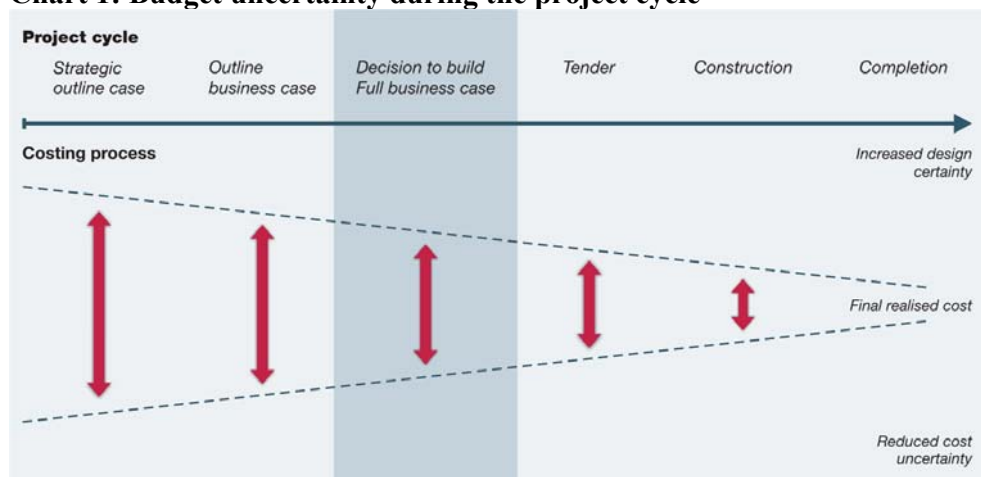 Chart 1: Budget uncertainty during the project cycle
Project cycle
Strategic
outline case
Outline
business case
Decision to build
Full business case
Tender
Construction
Completion
Costing process
Increased design
certainty
Final realised cost
Reduced cost
uncertainty